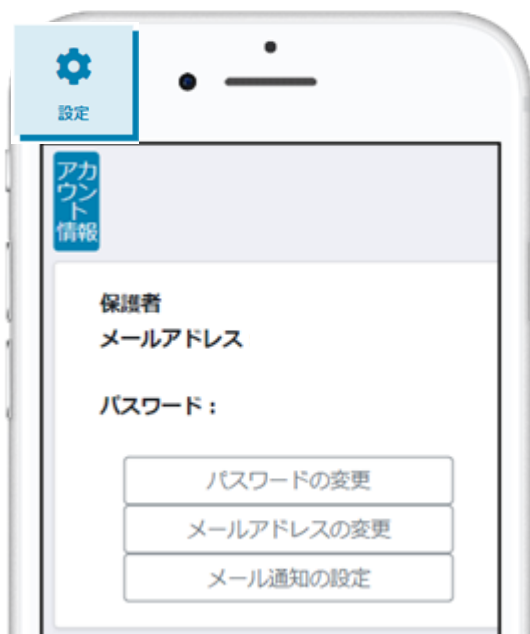 設定
アカ
ウン
ト
情報
保護者
メールアドレス
パスワード：
パスワードの変更
メールアドレスの変更
メール通知の設定